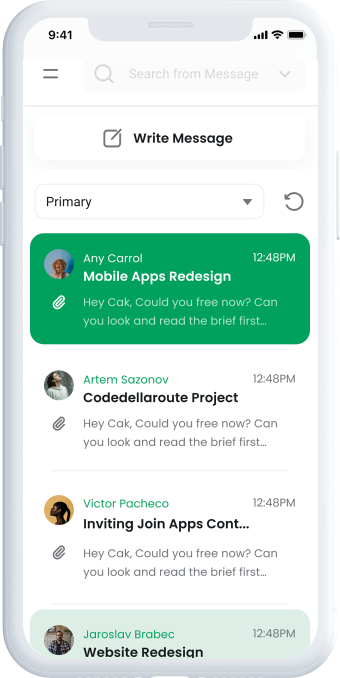 9:41
Search from Message
Write Message
Primary
Any Carrol 12:48PM
Mobile Apps Redesign
Hey Cak, Could you free now? Can
you look and read the brief first...
Artem Sazonov 12:48PM
Codedellaroute Project
Hey Cak, Could you free now? Can
you look and read the brief first...
Victor Pacheco 12:48PM
Inviting Join Apps Cont...
Hey Cak, Could you free now? Can
you look and read the brief first...
Jaroslav Brabec 12:48PM
Website Redesign